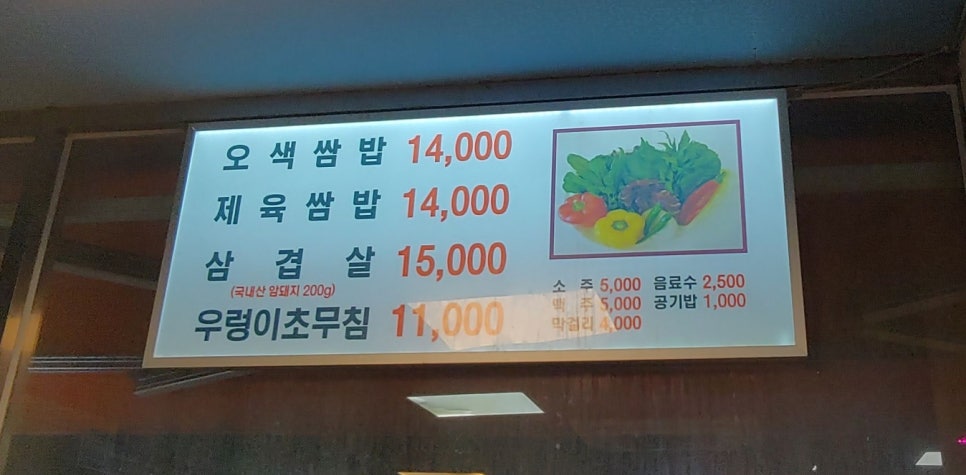 오색쌈밥 14,000
제육쌈밥 14,000
삼겹살 15,000
(국내산 암돼지 200g)
우렁이초무침 11,000
소주 5,000 음료수 2,500
맥주 5,000 공기밥 1,000
막걸리 4,000